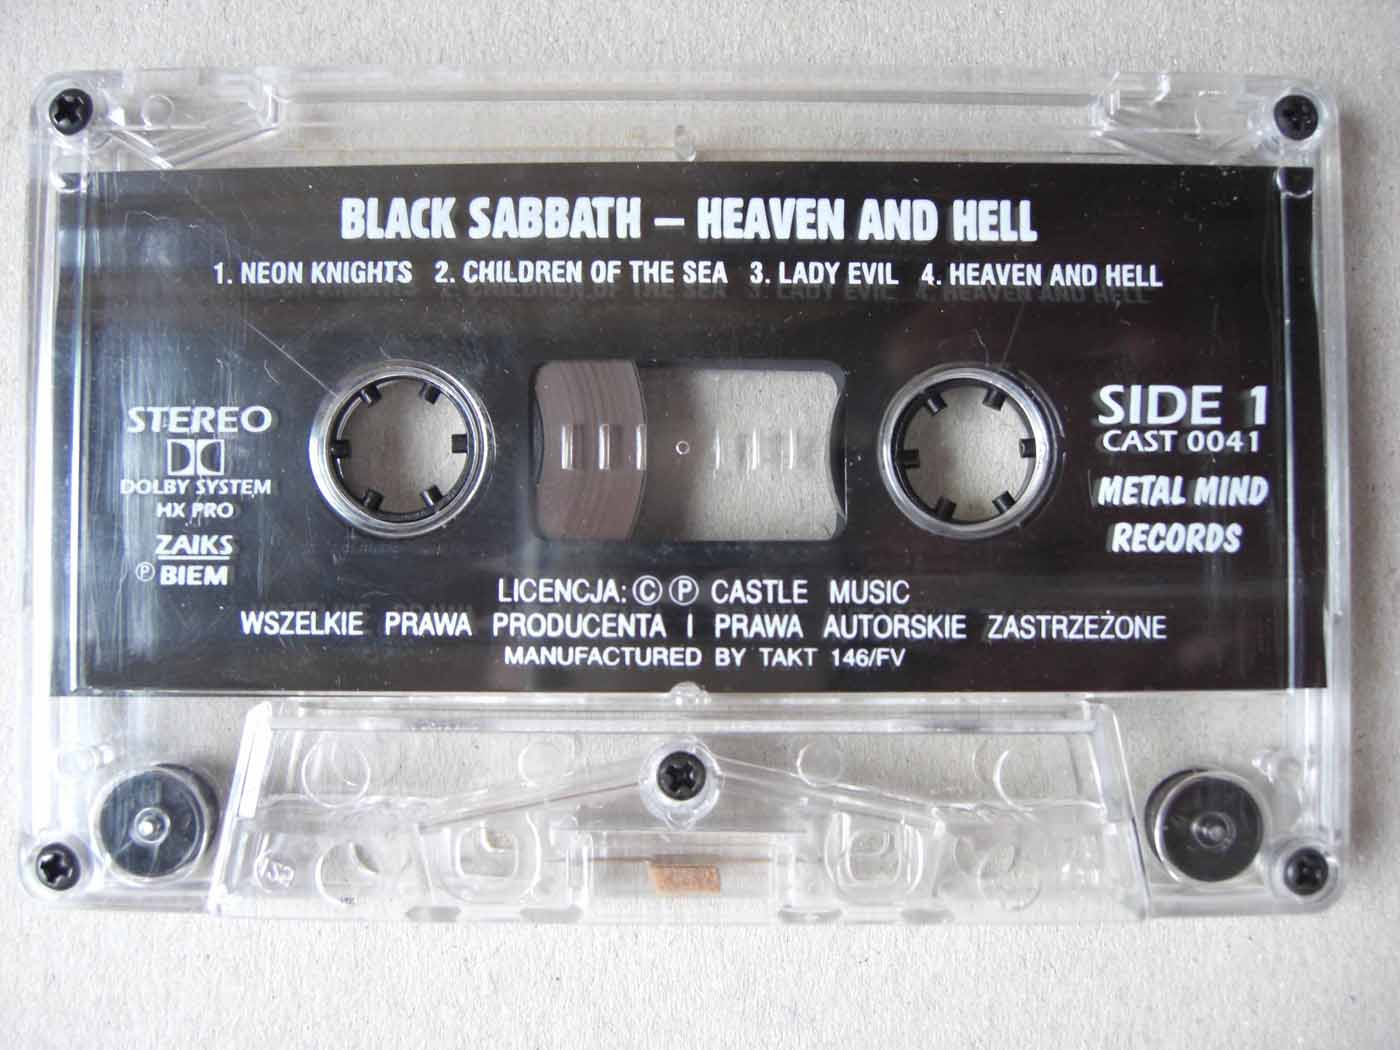 BLACK SABBATH – HEAVEN AND HELL
1. NEON KNIGHTS 2. CHILDREN OF THE SEA 3. LADY EVIL 4. HEAVEN AND HELL
STEREO
DOLBY SYSTEM
HX PRO
ZAIKS
Ⓟ BIEM
SIDE 1
CAST 0041
METAL MIND
RECORDS
LICENCJA: © Ⓟ CASTLE MUSIC
WSZELKIE PRAWA PRODUCENTA I PRAWA AUTORSKIE ZASTRZEŻONE
MANUFACTURED BY TAKT 146/FV